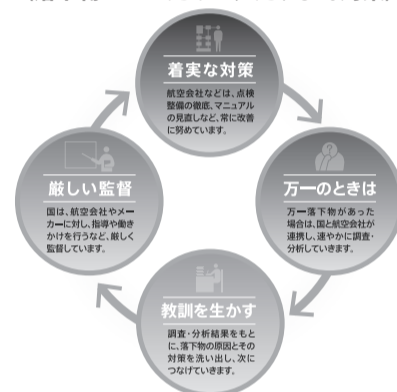 着実な対策
航空会社などは、点検
整備の徹底、マニュアル
の見直しなど、常に改善
に努めています。
万一のときは
万一落下物があった
場合は、国と航空会社が
連携し、速やかに調査・
分析していきます。
教訓を生かす
調査・分析結果をもと
に、落下物の原因とその
対策を洗い出し、次に
つなげていきます。
厳しい監督
国は、航空会社やメー
カーに対し、指導や働き
かけを行うなど、厳しく
監督しています。